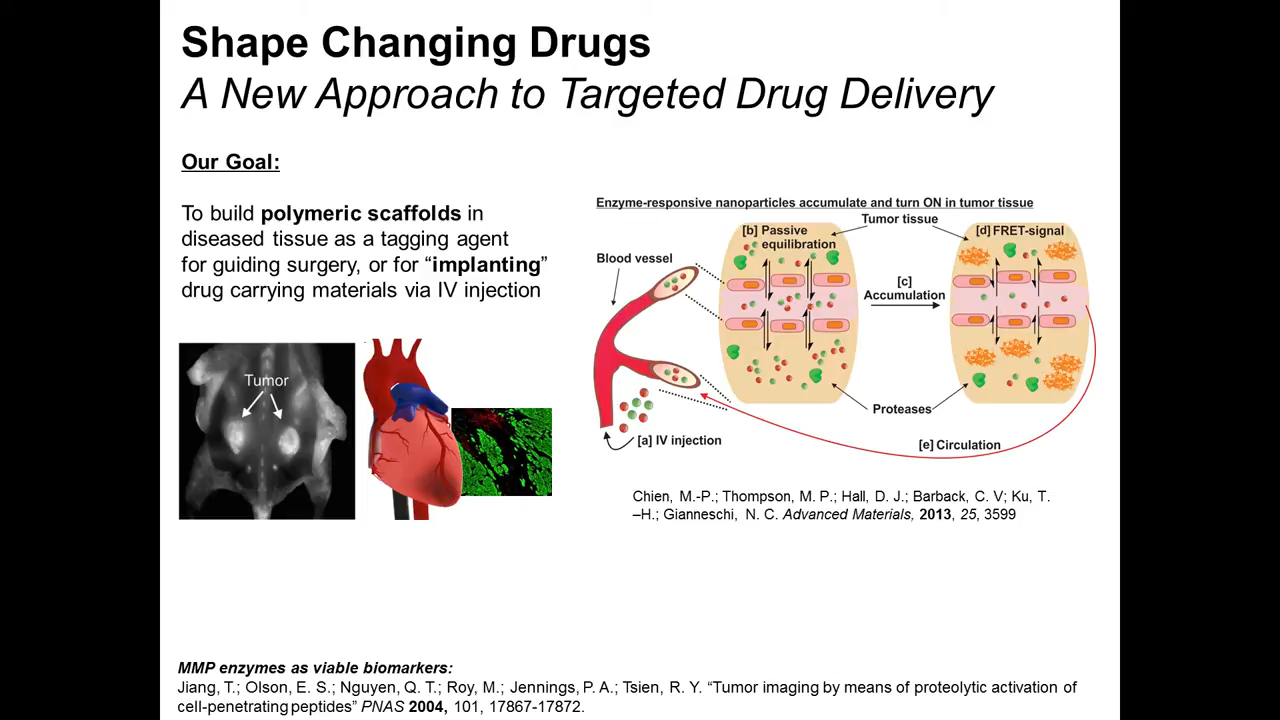 Shape Changing Drugs
A New Approach to Targeted Drug Delivery
Our Goal:
To build polymeric scaffolds in
diseased tissue as a tagging agent
for guiding surgery, or for “implanting”
drug carrying materials via IV injection
Tumor
Enzyme-responsive nanoparticles accumulate and turn ON in tumor tissue
Tumor tissue
[b] Passive
equilibration
[d] FRET-signal
Blood vessel
[c]
Accumulation
Proteases
[a] IV injection
[e] Circulation
Chien, M.-P.; Thompson, M. P.; Hall, D. J.; Barback, C. V; Ku, T.
–H.; Gianneschi, N. C. Advanced Materials, 2013, 25, 3599
MMP enzymes as viable biomarkers:
Jiang, T.; Olson, E. S.; Nguyen, Q. T.; Roy, M.; Jennings, P. A.; Tsien, R. Y. “Tumor imaging by means of proteolytic activation of
cell-penetrating peptides” PNAS 2004, 101, 17867-17872.